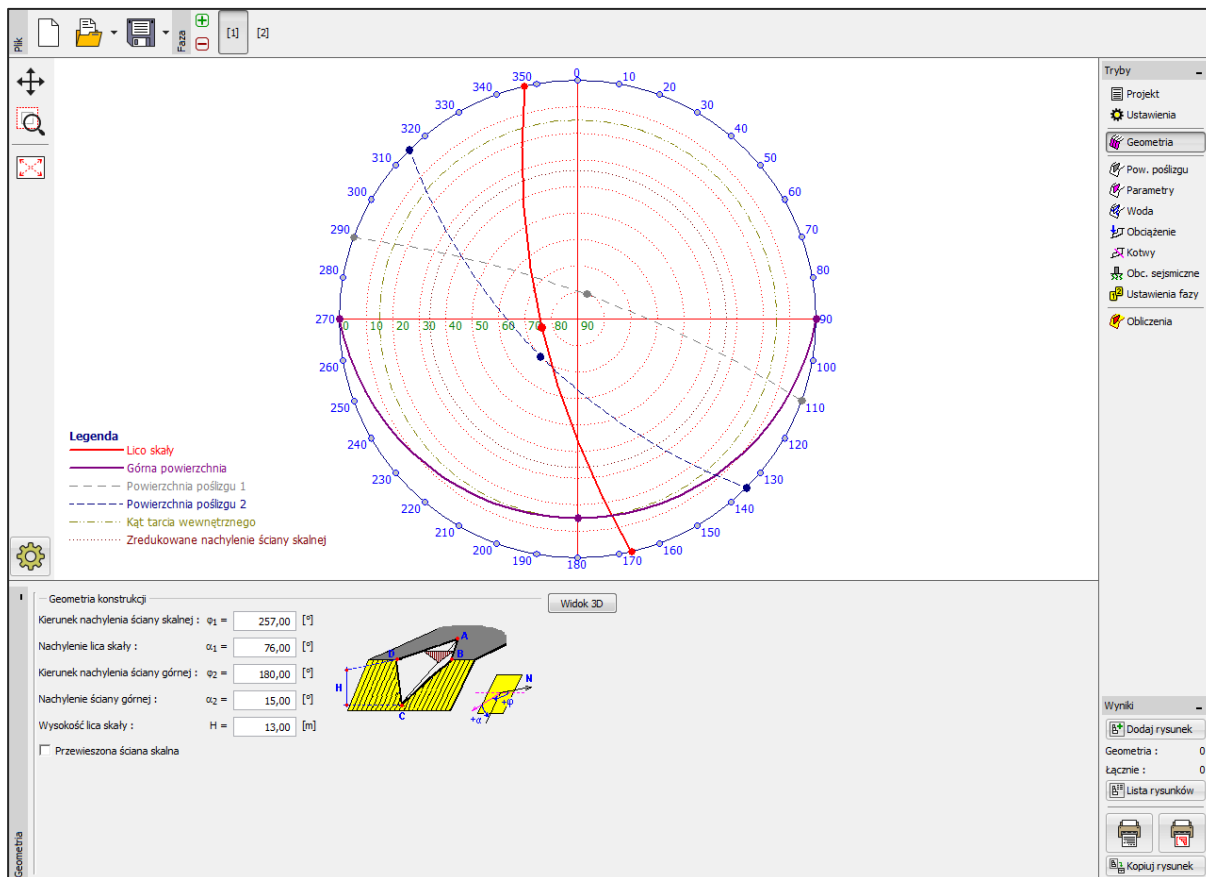 Plik
Faza
[1]
[2]
0
10
20
30
40
50
60
70
80
90
100
110
120
130
140
150
160
170
180
190
200
210
220
230
240
250
260
270
280
290
300
310
320
330
340
350
0 10 20 30 40 50 60 70 80 90
Legenda
Lico skały
Górna powierzchnia
Powierzchnia poślizgu 1
Powierzchnia poślizgu 2
Kąt tarcia wewnętrznego
Zredukowane nachylenie ściany skalnej
Tryby
Projekt
Ustawienia
Geometria
Pow. poślizgu
Parametry
Woda
Obciążenie
Kotwy
Obc. sejsmiczne
Ustawienia fazy
Obliczenia
Geometria
Geometria konstrukcji
Kierunek nachylenia ściany skalnej : φ₁ = 257,00 [°]
Nachylenie lica skały : α₁ = 76,00 [°]
Kierunek nachylenia ściany górnej : φ₂ = 180,00 [°]
Nachylenie ściany górnej : α₂ = 15,00 [°]
Wysokość lica skały : H = 13,00 [m]
Przewieszona ściana skalna
Widok 3D
A
B
C
D
H
N
+φ
+α
Wyniki
Dodaj rysunek
Geometria : 0
Łącznie : 0
Lista rysunków
Kopiuj rysunek